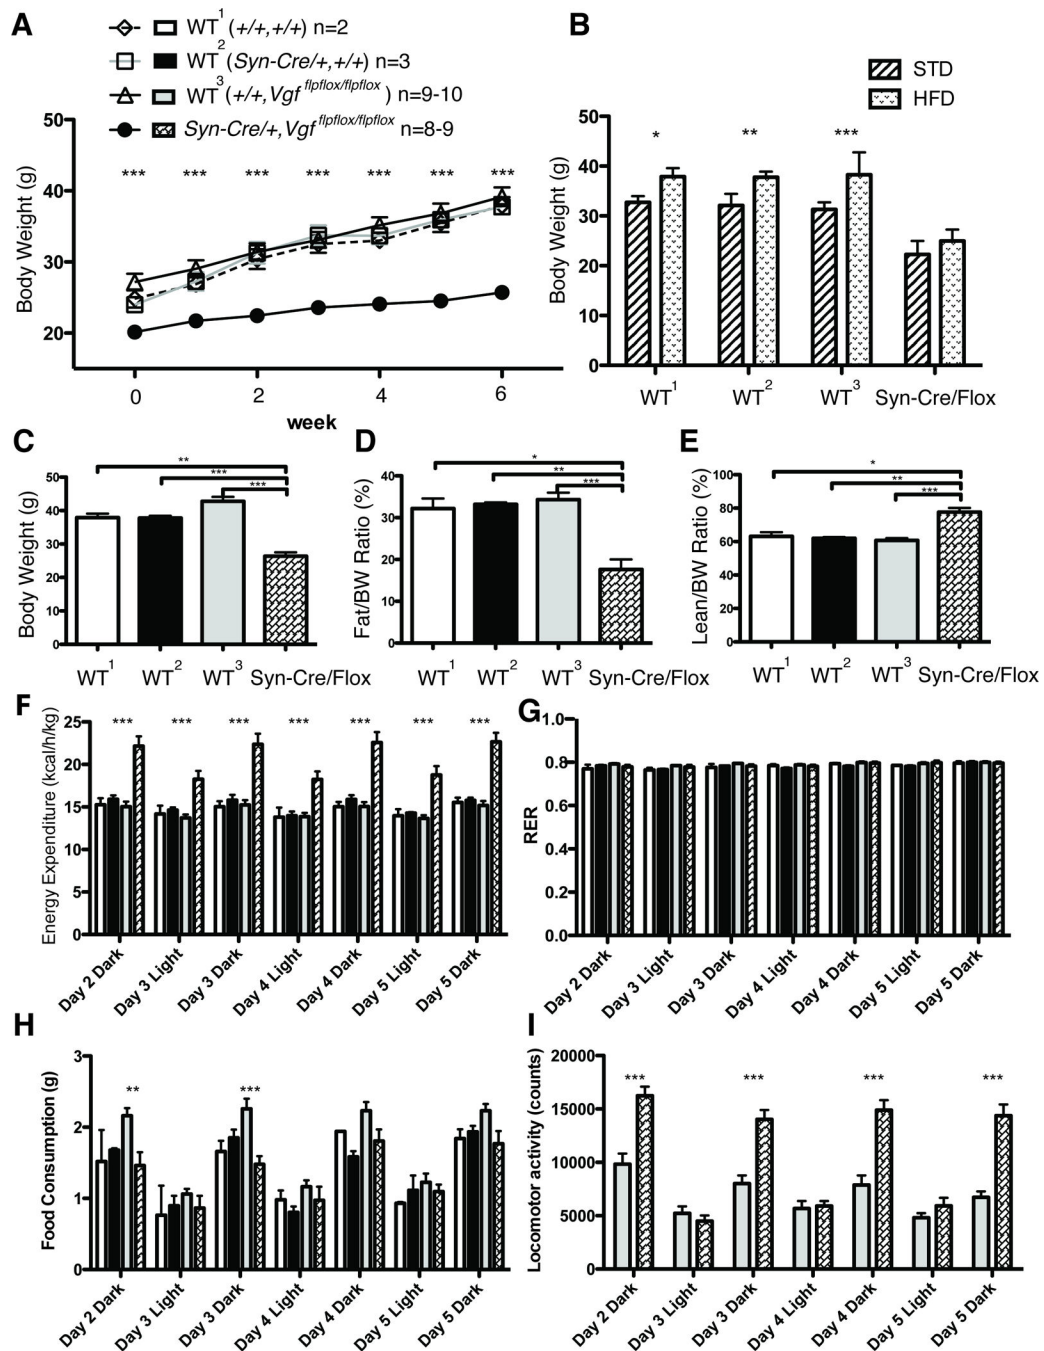 A
WT1 (+/+,+/+) n=2
WT2 (Syn-Cre/+,+/+) n=3
WT3 (+/+,Vgf flpflox/flpflox ) n=9-10
Syn-Cre/+,Vgf flpflox/flpflox n=8-9
Body Weight (g)
50
40
30
20
*** *** *** *** *** *** ***
0 2 4 6
week
B
STD
HFD
Body Weight (g)
50
40
30
20
10
0
* ** ***
WT1 WT2 WT3 Syn-Cre/Flox
C
Body Weight (g)
50
40
30
20
10
0
**
***
***
WT1 WT2 WT3 Syn-Cre/Flox
D
Fat/BW Ratio (%)
40
30
20
10
0
*
**
***
WT1 WT2 WT3 Syn-Cre/Flox
E
Lean/BW Ratio (%)
100
80
60
40
20
0
*
**
***
WT1 WT2 WT3 Syn-Cre/Flox
F
Energy Expenditure (kcal/h/kg)
25
20
15
10
5
0
*** *** *** *** *** *** ***
Day 2 Dark
Day 3 Light
Day 3 Dark
Day 4 Light
Day 4 Dark
Day 5 Light
Day 5 Dark
G
RER
1.0
0.8
0.6
0.4
0.2
0.0
Day 2 Dark
Day 3 Light
Day 3 Dark
Day 4 Light
Day 4 Dark
Day 5 Light
Day 5 Dark
H
Food Consumption (g)
3
2
1
0
** ***
Day 2 Dark
Day 3 Light
Day 3 Dark
Day 4 Light
Day 4 Dark
Day 5 Light
Day 5 Dark
I
Locomotor activity (counts)
20000
15000
10000
5000
0
*** *** *** ***
Day 2 Dark
Day 3 Light
Day 3 Dark
Day 4 Light
Day 4 Dark
Day 5 Light
Day 5 Dark